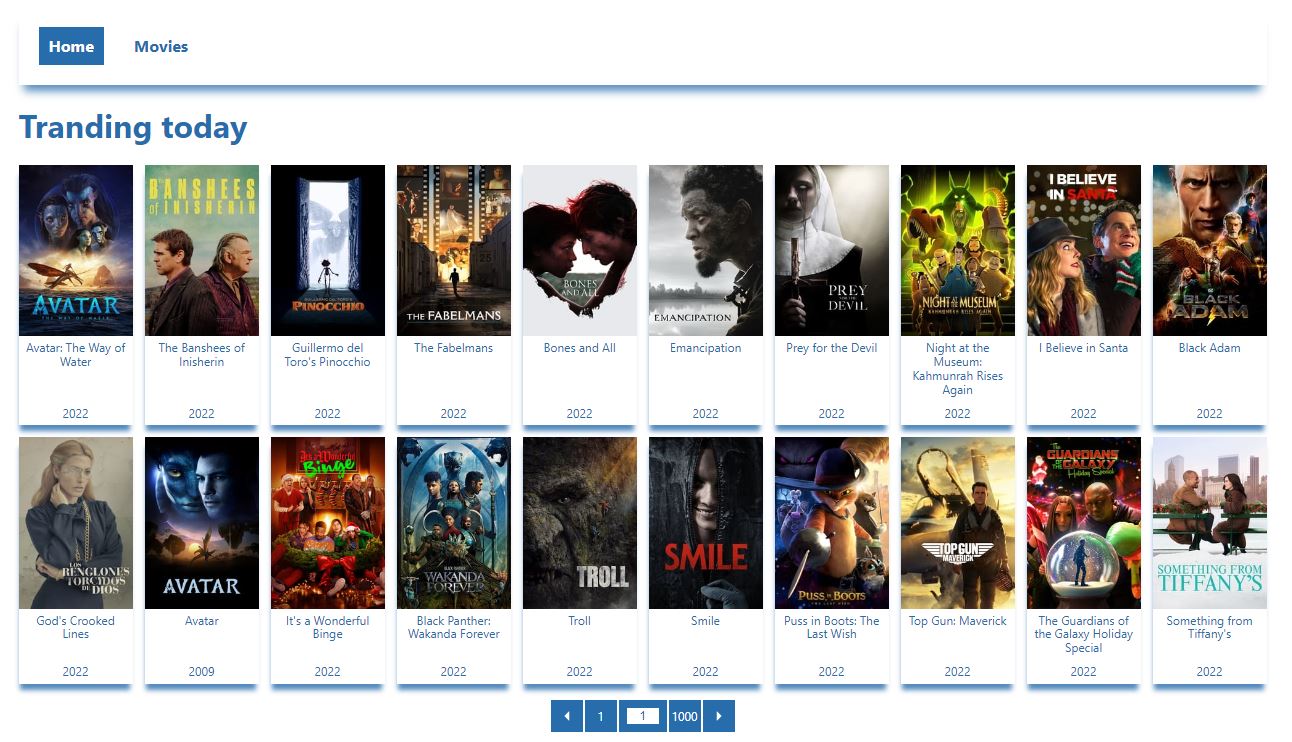 Home Movies
Tranding today
THE BANSHEES
of INISHERIN
AVATAR
THE WAY OF WATER
GUILLERMO DEL TORO'S
PINOCCHIO
THE FABELMANS
BONES
AND ALL
EMANCIPATION
PREY
FOR THE
DEVIL
NIGHT AT THE MUSEUM
KAHMUNRAH RISES AGAIN
I BELIEVE
IN SANTA
BLACK
ADAM
Avatar: The Way of
Water
2022
The Banshees of
Inisherin
2022
Guillermo del
Toro's Pinocchio
2022
The Fabelmans
2022
Bones and All
2022
Emancipation
2022
Prey for the Devil
2022
Night at the
Museum:
Kahmunrah Rises
Again
2022
I Believe in Santa
2022
Black Adam
2022
LOS
RENGLONES
TORCIDOS
DE DIOS
AVATAR
It's a Wonderful
Binge
BLACK PANTHER
WAKANDA
FOREVER
TROLL
SMILE
PUSS IN BOOTS
THE LAST WISH
TOP GUN
MAVERICK
THE
GUARDIANS
OF THE GALAXY
Holiday Special
SOMETHING FROM
TIFFANY'S
God's Crooked
Lines
2022
Avatar
2009
It's a Wonderful
Binge
2022
Black Panther:
Wakanda Forever
2022
Troll
2022
Smile
2022
Puss in Boots: The
Last Wish
2022
Top Gun: Maverick
2022
The Guardians of
the Galaxy Holiday
Special
2022
Something from
Tiffany's
2022
1 1 1000